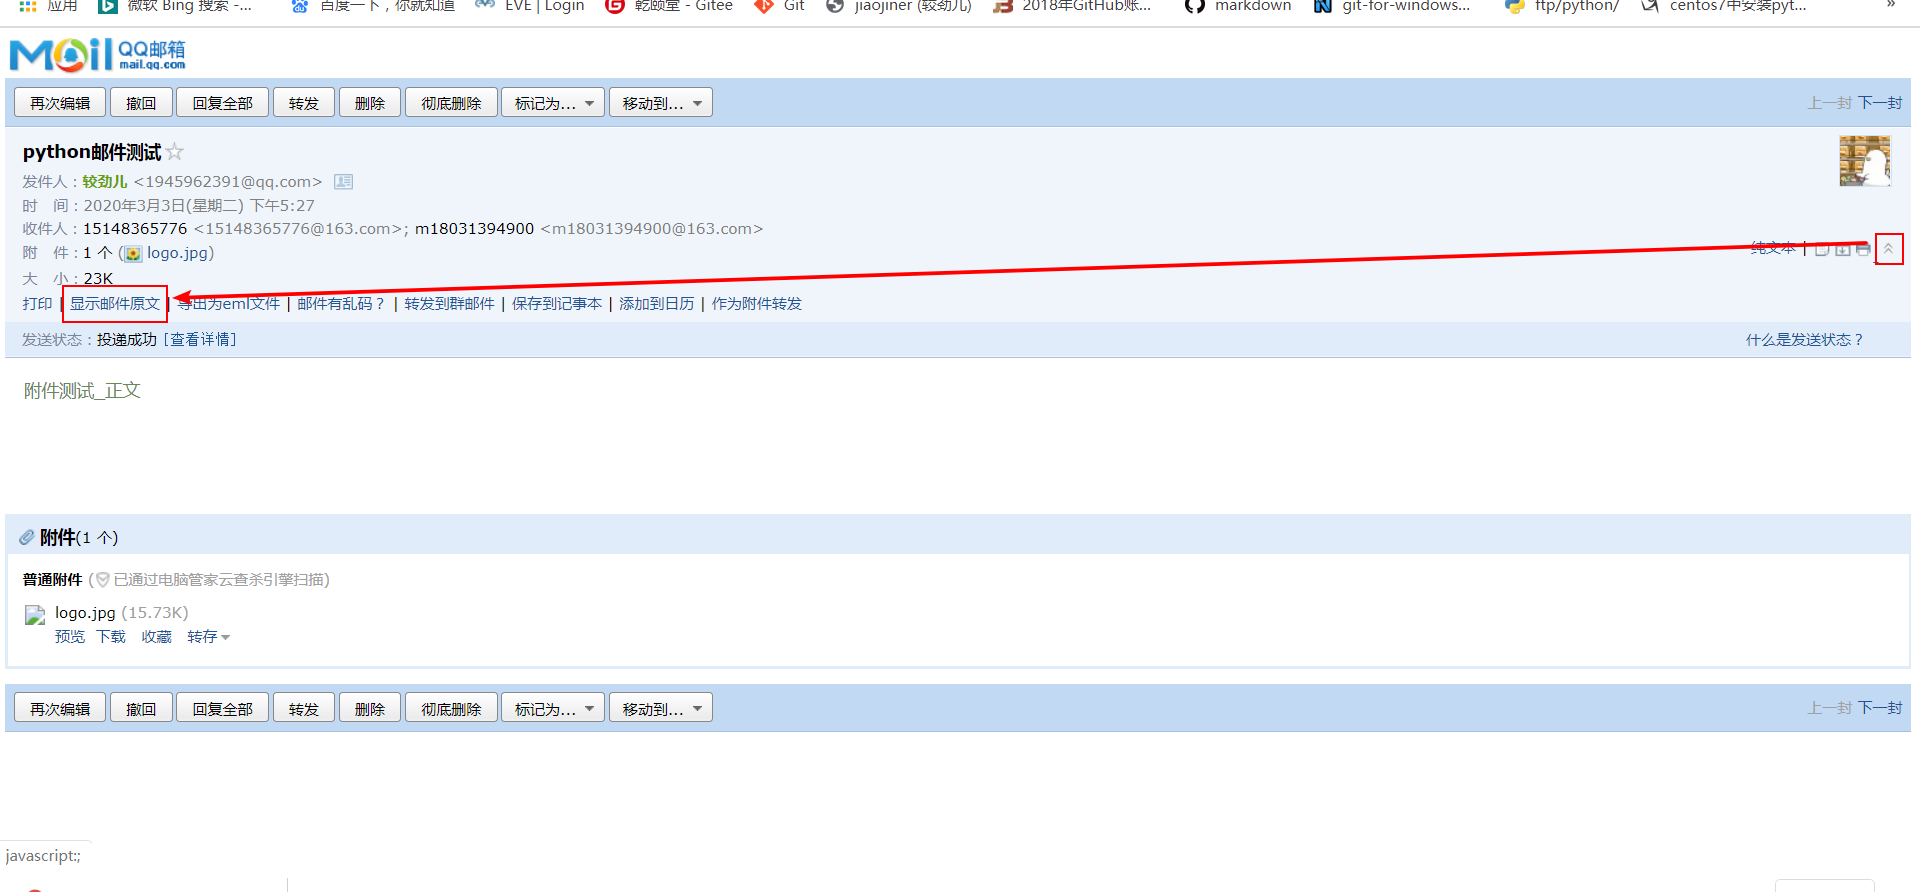 应用 微软 Bing 搜索 -... 百度一下，你就知道 EVE | Login 乾颐堂 - Gitee Git jiaojiner (较劲儿) 2018年GitHub账... markdown git-for-windows... ftp/python/ centos7中安装pyt... »
Mail QQ邮箱
mail.qq.com
再次编辑 撤回 回复全部 转发 删除 彻底删除 标记为... 移动到... 上一封 下一封
python邮件测试
发件人：较劲儿 <1945962391@qq.com>
时 间：2020年3月3日(星期二) 下午5:27
收件人：15148365776 <15148365776@163.com>; m18031394900 <m18031394900@163.com>
附 件：1 个 (logo.jpg) 纯文本 |
大 小：23K
打印 | 显示邮件原文 | 导出为eml文件 | 邮件有乱码？ | 转发到群邮件 | 保存到记事本 | 添加到日历 | 作为附件转发
发送状态：投递成功 [查看详情] 什么是发送状态？
附件测试_正文
附件(1 个)
普通附件 (已通过电脑管家云查杀引擎扫描)
logo.jpg (15.73K)
预览 下载 收藏 转存
再次编辑 撤回 回复全部 转发 删除 彻底删除 标记为... 移动到... 上一封 下一封
javascript:;